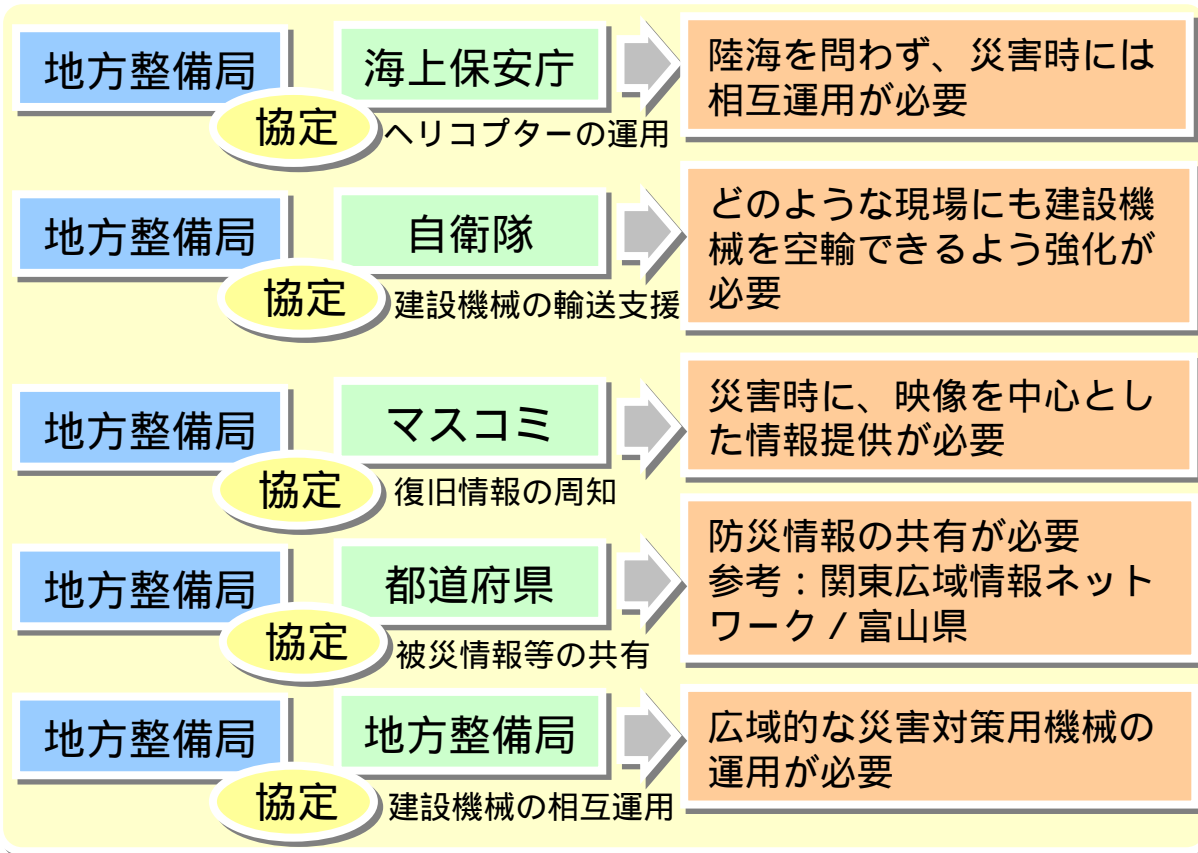 地方整備局
海上保安庁
協定
ヘリコプターの運用
陸海を問わず、災害時には
相互運用が必要
地方整備局
自衛隊
協定
建設機械の輸送支援
どのような現場にも建設機
械を空輸できるよう強化が
必要
地方整備局
マスコミ
協定
復旧情報の周知
災害時に、映像を中心とし
た情報提供が必要
地方整備局
都道府県
協定
被災情報等の共有
防災情報の共有が必要
参考：関東広域情報ネット
ワーク／富山県
地方整備局
地方整備局
協定
建設機械の相互運用
広域的な災害対策用機械の
運用が必要